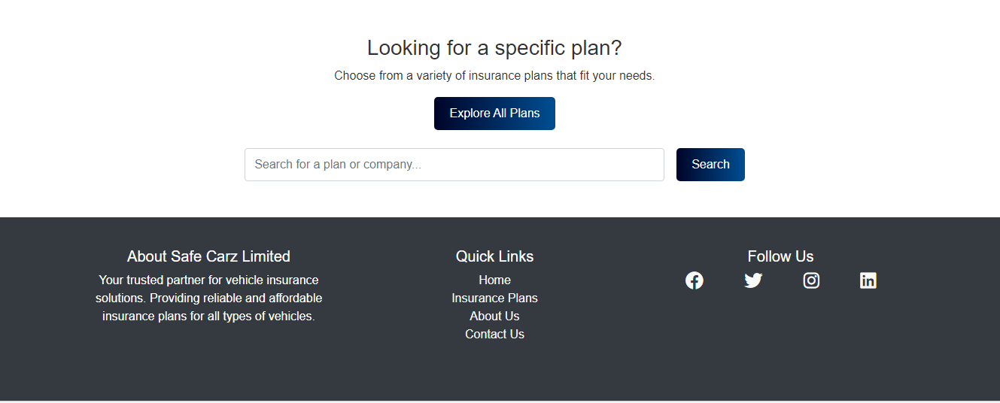 Looking for a specific plan?
Choose from a variety of insurance plans that fit your needs.
Explore All Plans
Search for a plan or company...
Search
About Safe Carz Limited
Your trusted partner for vehicle insurance
solutions. Providing reliable and affordable
insurance plans for all types of vehicles.
Quick Links
Home
Insurance Plans
About Us
Contact Us
Follow Us